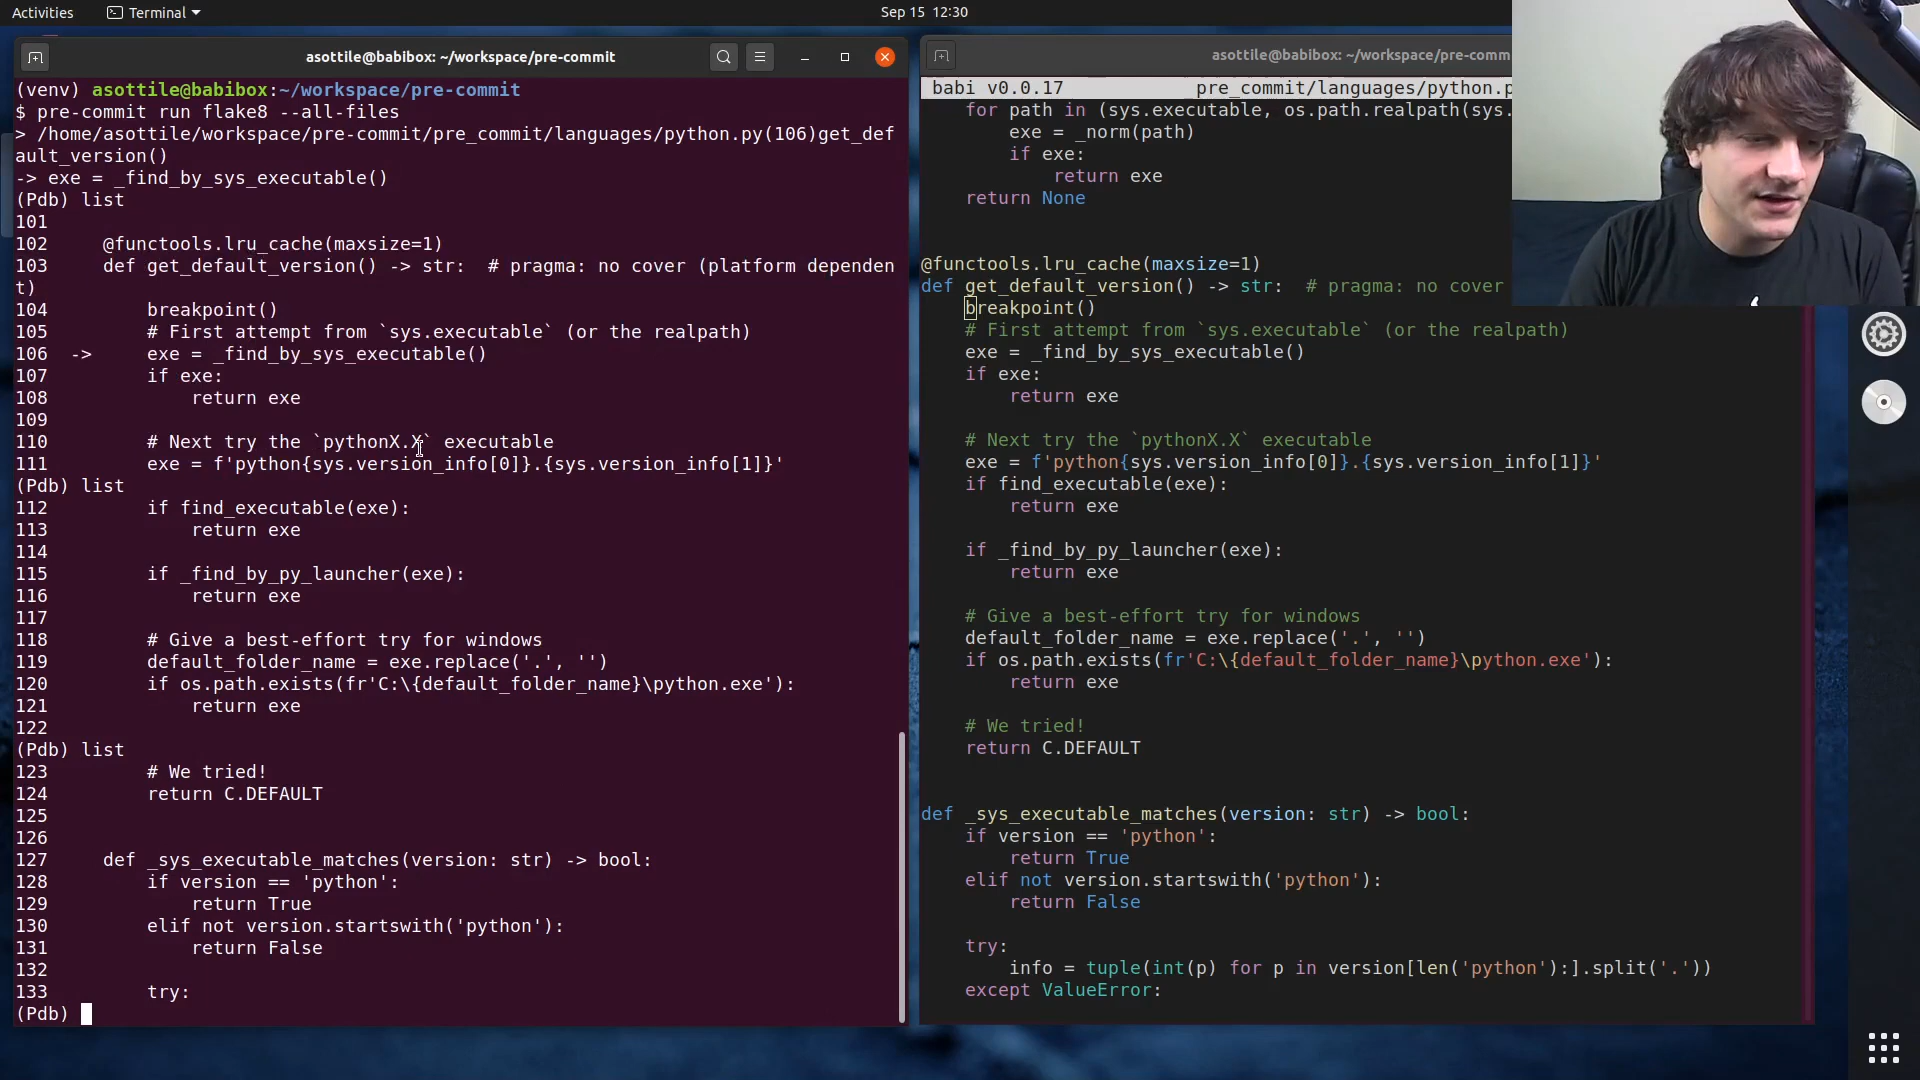 Activities
Terminal
Sep 15 12:30
asottile@babibox: ~/workspace/pre-commit
(venv) asottile@babibox:~/workspace/pre-commit
$ pre-commit run flake8 --all-files
> /home/asottile/workspace/pre-commit/pre_commit/languages/python.py(106)get_def
ault_version()
-> exe = _find_by_sys_executable()
(Pdb) list
101
102     @functools.lru_cache(maxsize=1)
103     def get_default_version() -> str:  # pragma: no cover (platform dependen
t)
104         breakpoint()
105         # First attempt from `sys.executable` (or the realpath)
106  ->     exe = _find_by_sys_executable()
107         if exe:
108             return exe
109
110         # Next try the `pythonX.X` executable
111         exe = f'python{sys.version_info[0]}.{sys.version_info[1]}'
(Pdb) list
112         if find_executable(exe):
113             return exe
114
115         if _find_by_py_launcher(exe):
116             return exe
117
118         # Give a best-effort try for windows
119         default_folder_name = exe.replace('.', '')
120         if os.path.exists(fr'C:\{default_folder_name}\python.exe'):
121             return exe
122
(Pdb) list
123         # We tried!
124         return C.DEFAULT
125
126
127     def _sys_executable_matches(version: str) -> bool:
128         if version == 'python':
129             return True
130         elif not version.startswith('python'):
131             return False
132
133         try:
(Pdb)
asottile@babibox: ~/workspace/pre-comm
babi v0.0.17            pre_commit/languages/python.p
    for path in (sys.executable, os.path.realpath(sys.
        exe = _norm(path)
        if exe:
            return exe
    return None
@functools.lru_cache(maxsize=1)
def get_default_version() -> str:  # pragma: no cover
    breakpoint()
    # First attempt from `sys.executable` (or the realpath)
    exe = _find_by_sys_executable()
    if exe:
        return exe
    # Next try the `pythonX.X` executable
    exe = f'python{sys.version_info[0]}.{sys.version_info[1]}'
    if find_executable(exe):
        return exe
    if _find_by_py_launcher(exe):
        return exe
    # Give a best-effort try for windows
    default_folder_name = exe.replace('.', '')
    if os.path.exists(fr'C:\{default_folder_name}\python.exe'):
        return exe
    # We tried!
    return C.DEFAULT
def _sys_executable_matches(version: str) -> bool:
    if version == 'python':
        return True
    elif not version.startswith('python'):
        return False
    try:
        info = tuple(int(p) for p in version[len('python'):].split('.'))
    except ValueError: